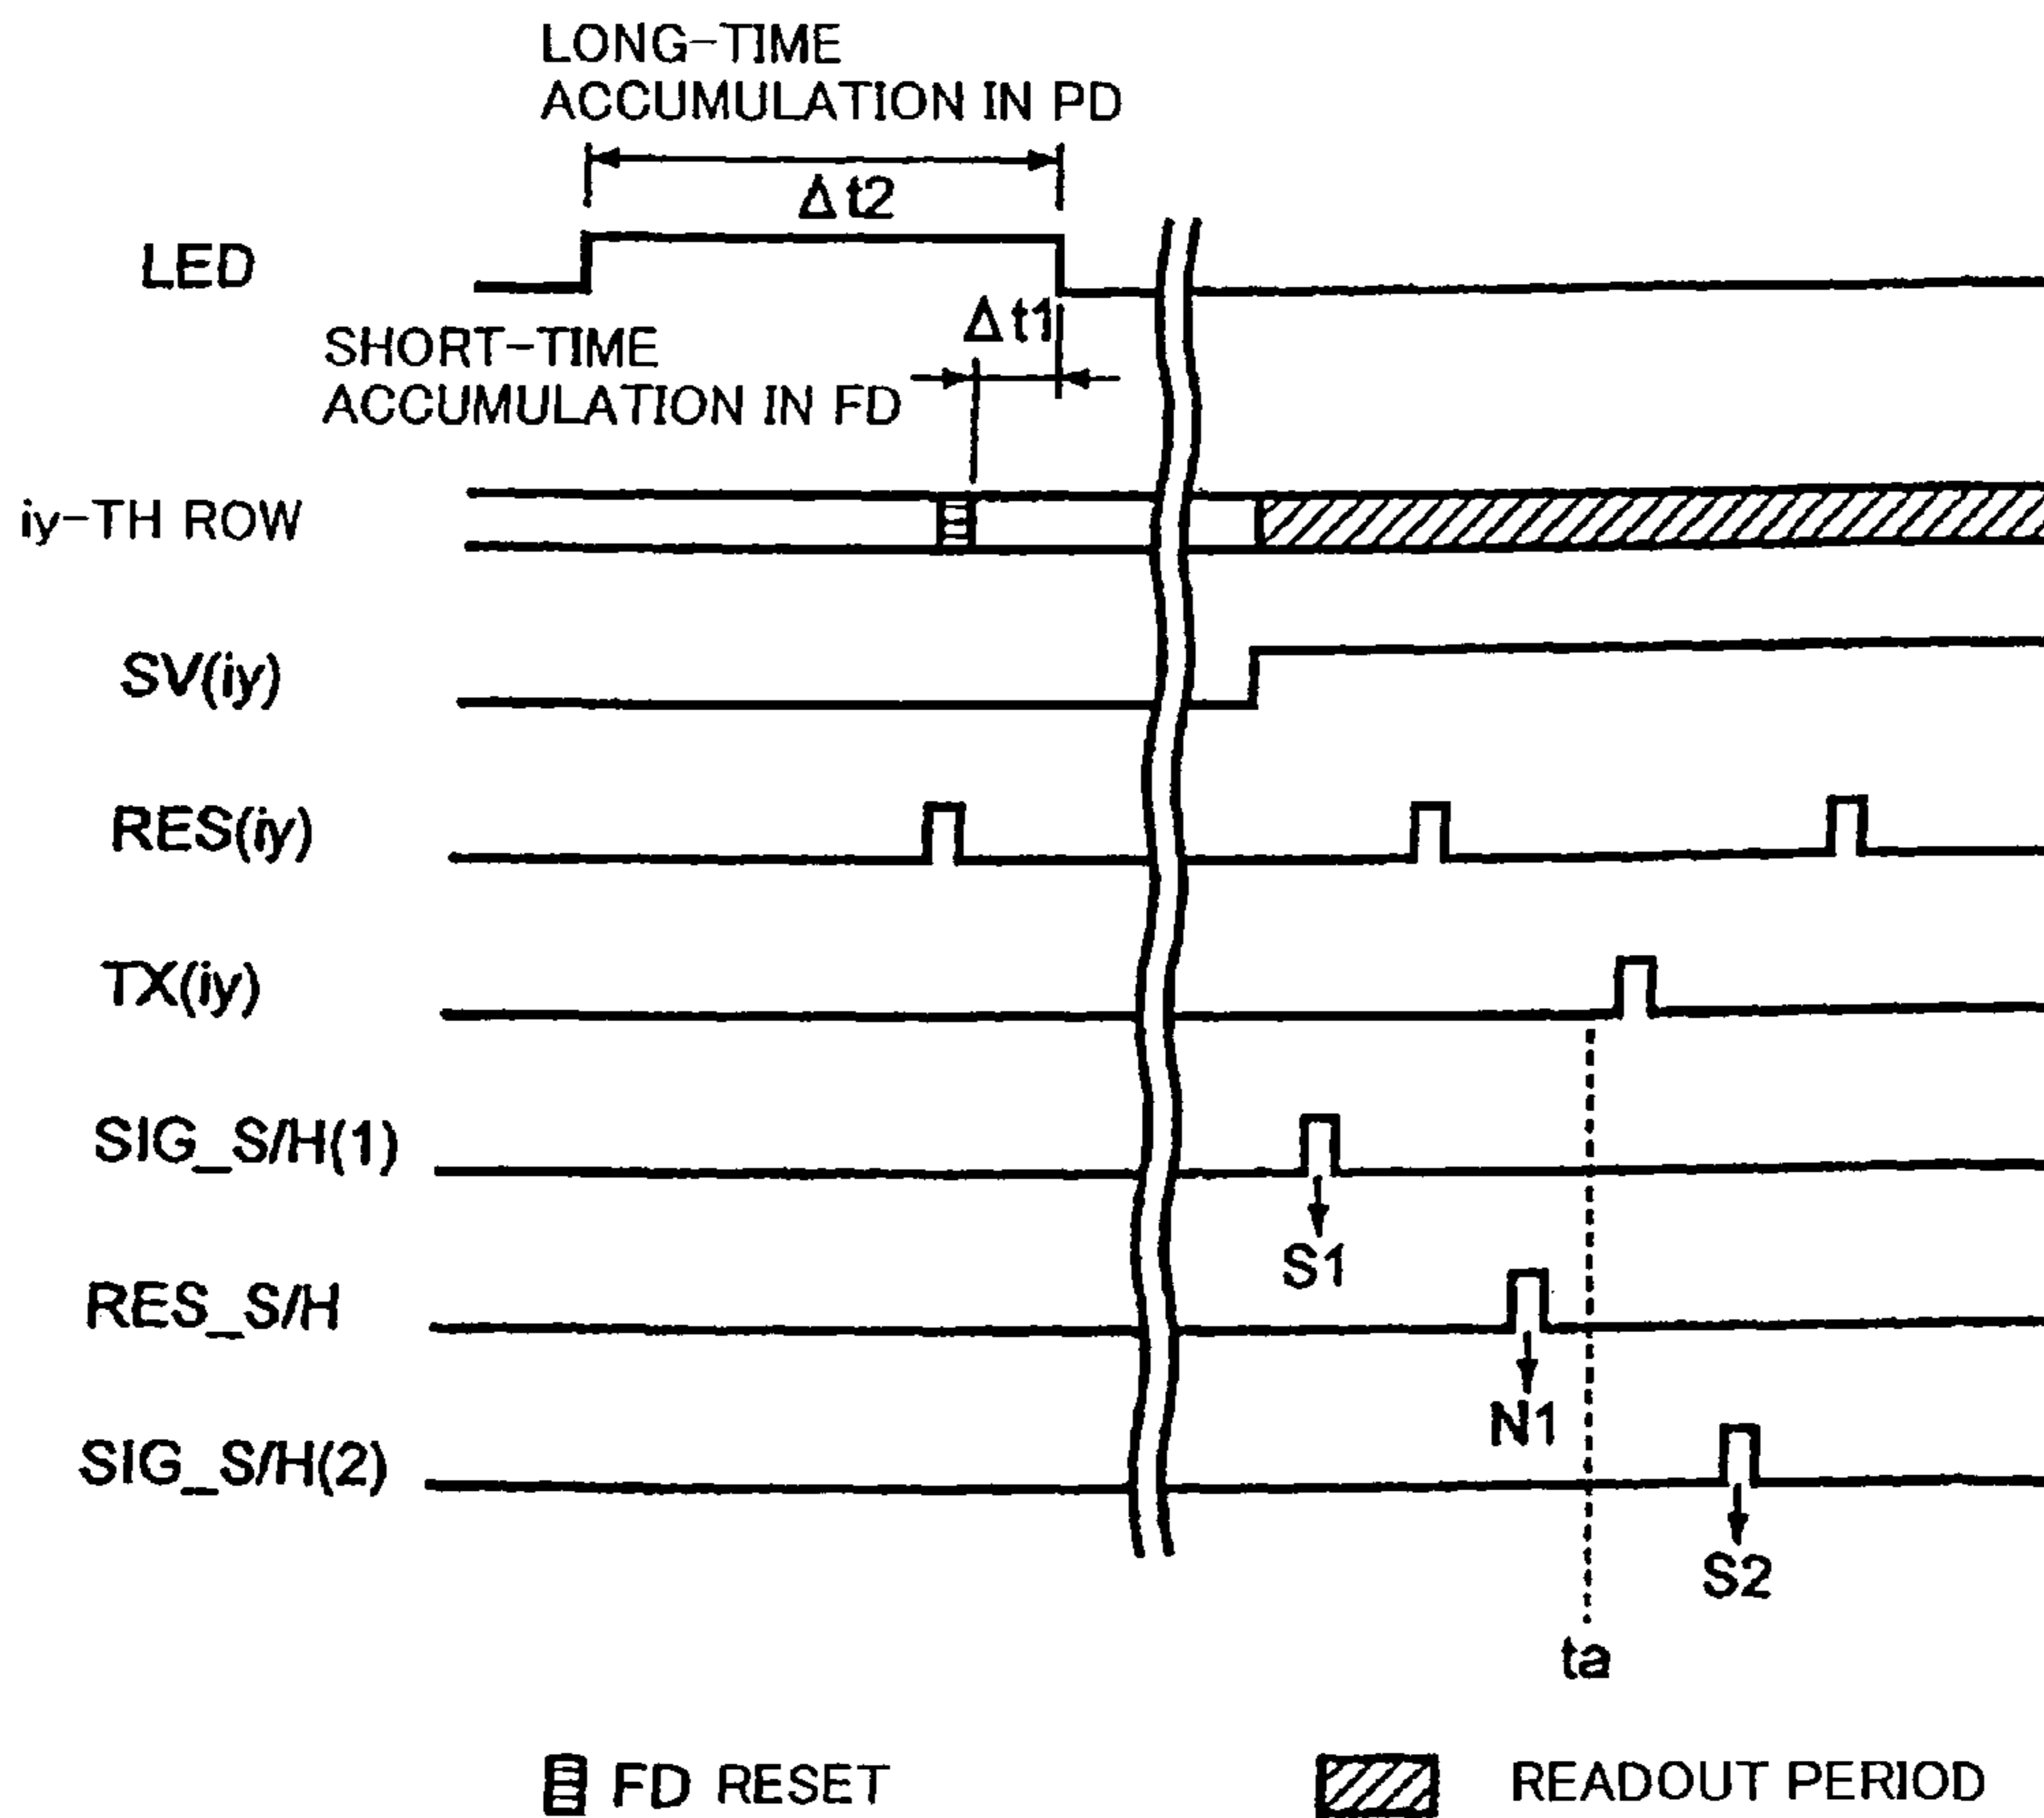 LONG-TIME
ACCUMULATION IN PD
Δt2
LED
Δt1
SHORT-TIME
ACCUMULATION IN FD
iy-TH ROW
SV(iy)
RES(iy)
TX(iy)
SIG_S/H(1)
S1
RES_S/H
N1
SIG_S/H(2)
S2
ta
FD RESET
READOUT PERIOD